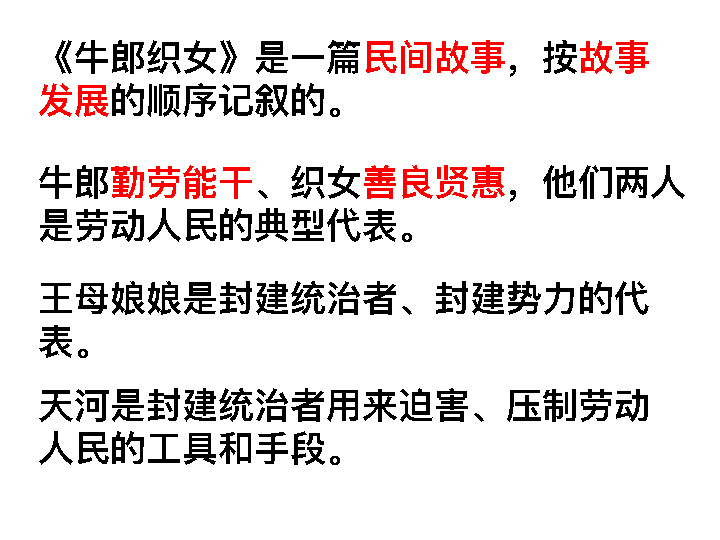 《牛郎织女》是一篇民间故事，按故事
发展的顺序记叙的。
牛郎勤劳能干、织女善良贤惠，他们两人
是劳动人民的典型代表。
王母娘娘是封建统治者、封建势力的代
表。
天河是封建统治者用来迫害、压制劳动
人民的工具和手段。